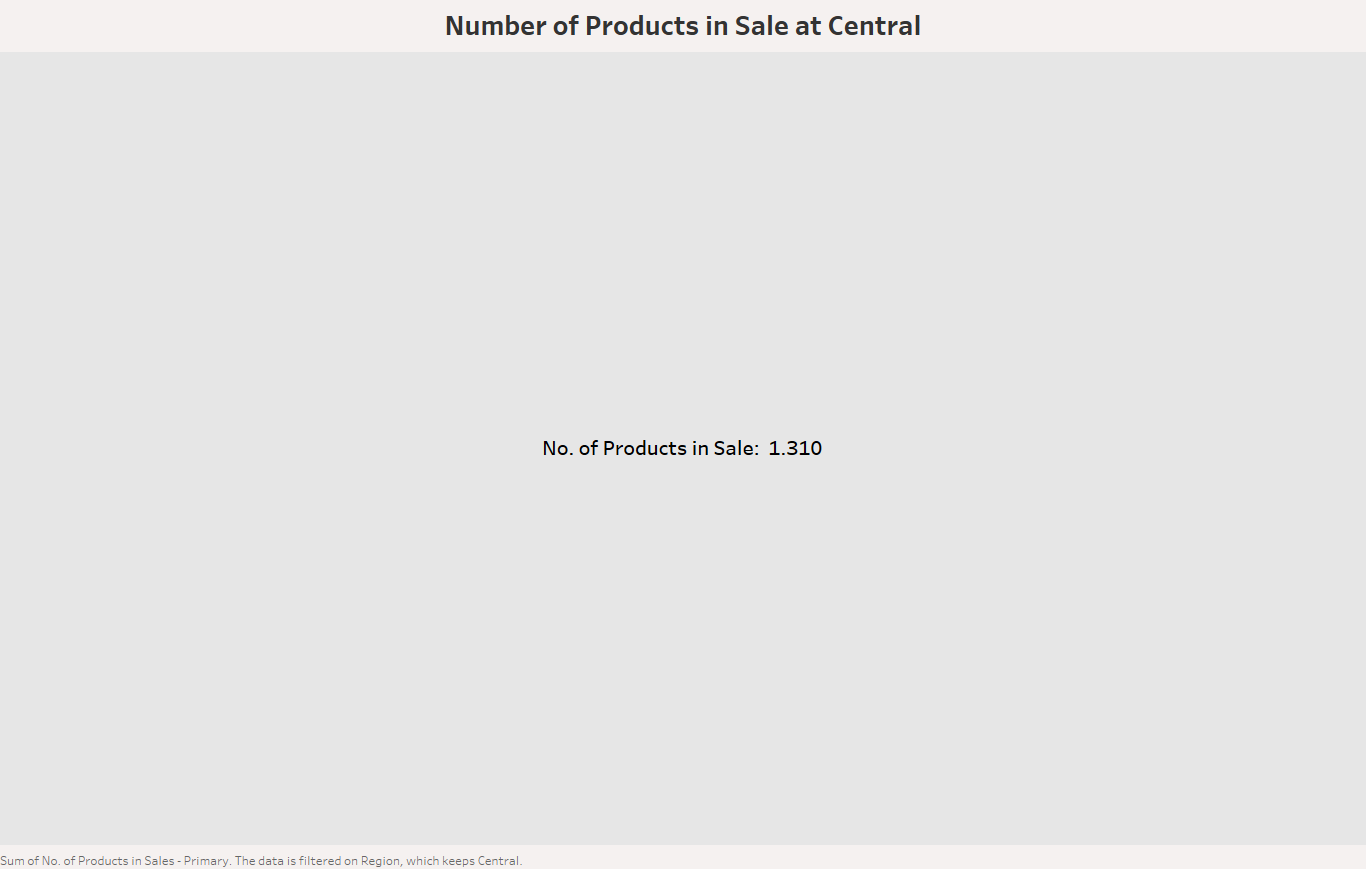 Number of Products in Sale at Central
No. of Products in Sale: 1.310
Sum of No. of Products in Sales - Primary. The data is filtered on Region, which keeps Central.